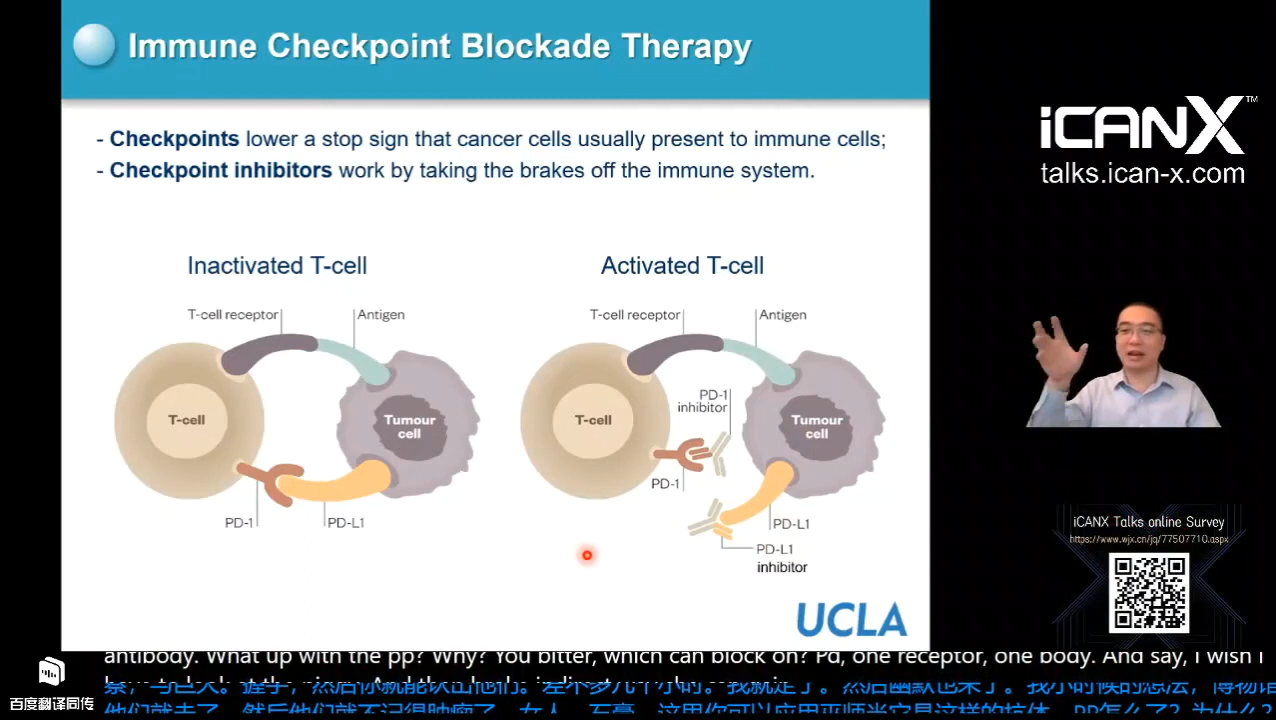 Immune Checkpoint Blockade Therapy
- Checkpoints lower a stop sign that cancer cells usually present to immune cells;
- Checkpoint inhibitors work by taking the brakes off the immune system.
Inactivated T-cell
T-cell receptor
Antigen
T-cell
Tumour
cell
PD-1
PD-L1
Activated T-cell
T-cell receptor
Antigen
PD-1
inhibitor
T-cell
Tumour
cell
PD-1
PD-L1
PD-L1
inhibitor
UCLA
iCANX™
talks.ican-x.com
iCANX Talks online Survey
https://www.wjx.cn/jq/77507710.aspx
百度翻译同传
antibody. What up with the pp? Why? You bitter, which can block on? Pd, one receptor, one body. And say, I wish I